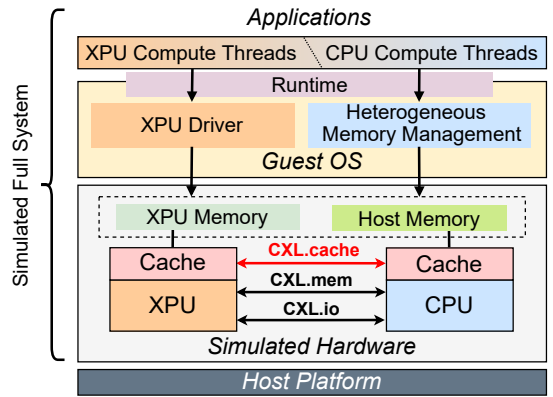 Applications
XPU Compute Threads
CPU Compute Threads
Runtime
XPU Driver
Heterogeneous
Memory Management
Guest OS
XPU Memory
Host Memory
Cache
CXL.cache
Cache
CXL.mem
XPU
CXL.io
CPU
Simulated Hardware
Host Platform
Simulated Full System